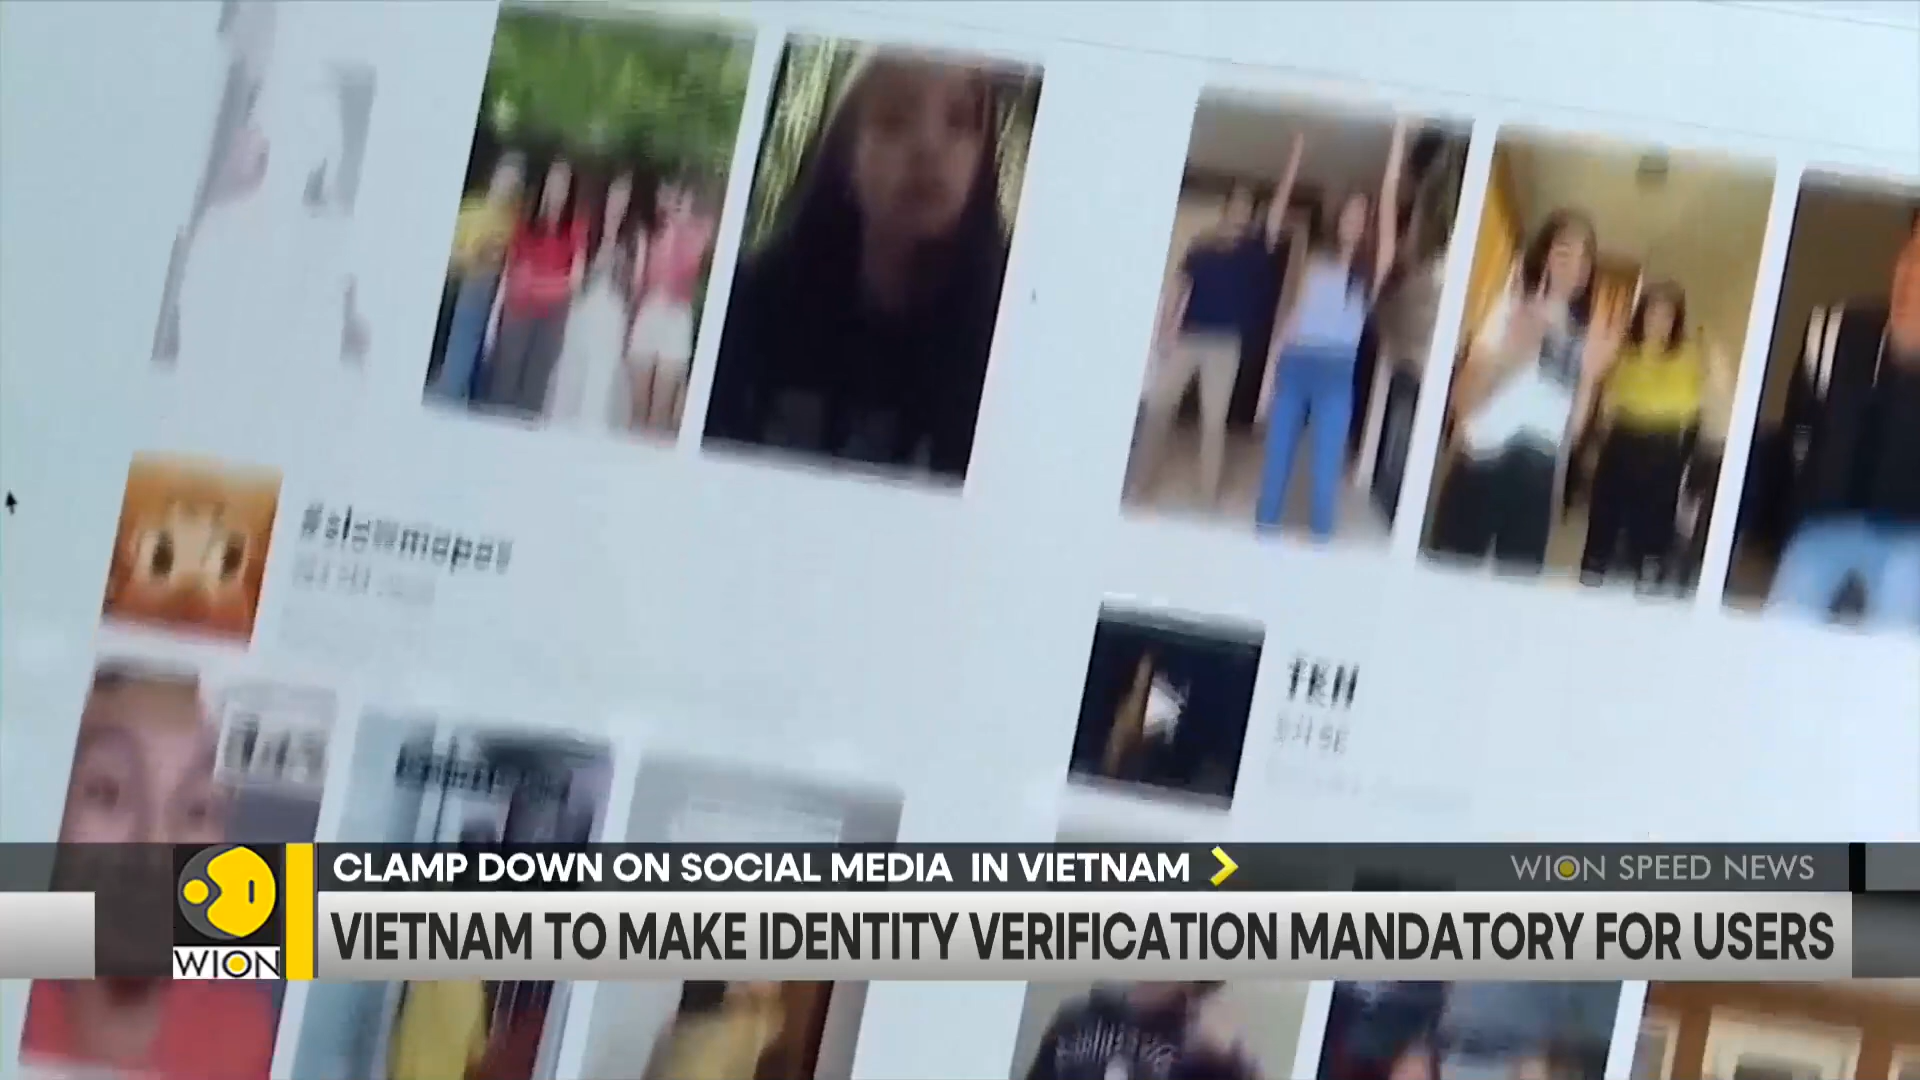 CLAMP DOWN ON SOCIAL MEDIA IN VIETNAM
WION SPEED NEWS
VIETNAM TO MAKE IDENTITY VERIFICATION MANDATORY FOR USERS
WION